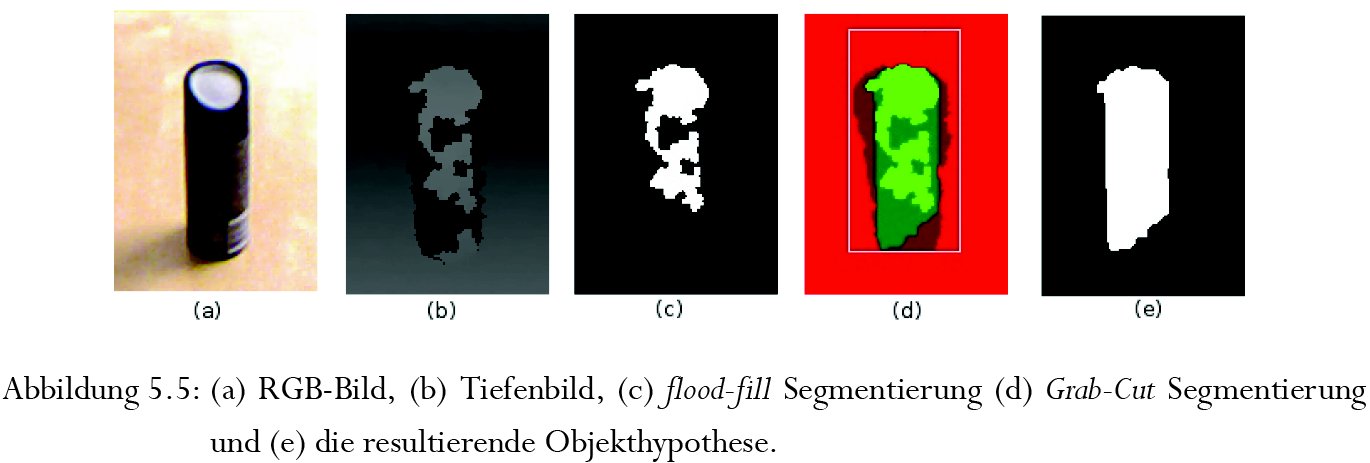 (a) (b) (c) (d) (e)
Abbildung 5.5: (a) RGB-Bild, (b) Tiefenbild, (c) flood-fill Segmentierung (d) Grab-Cut Segmentierung
und (e) die resultierende Objekthypothese.